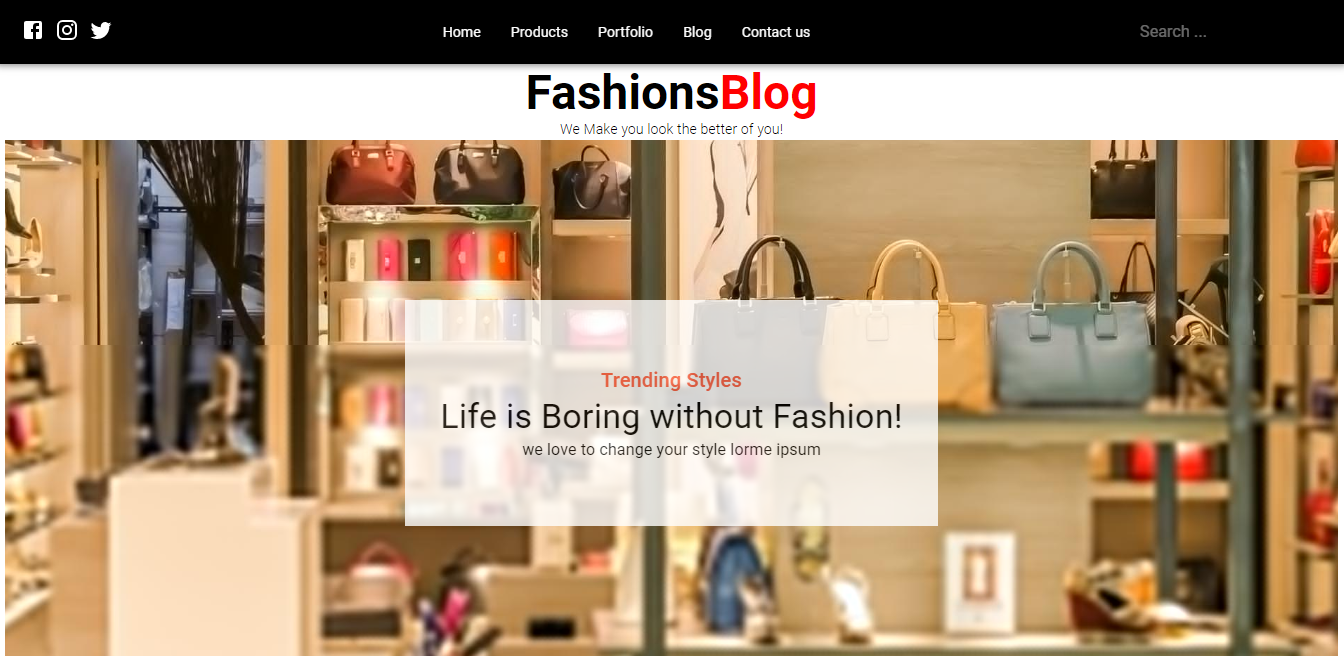 Home Products Portfolio Blog Contact us Search ...
FashionsBlog
We Make you look the better of you!
Trending Styles
Life is Boring without Fashion!
we love to change your style lorme ipsum